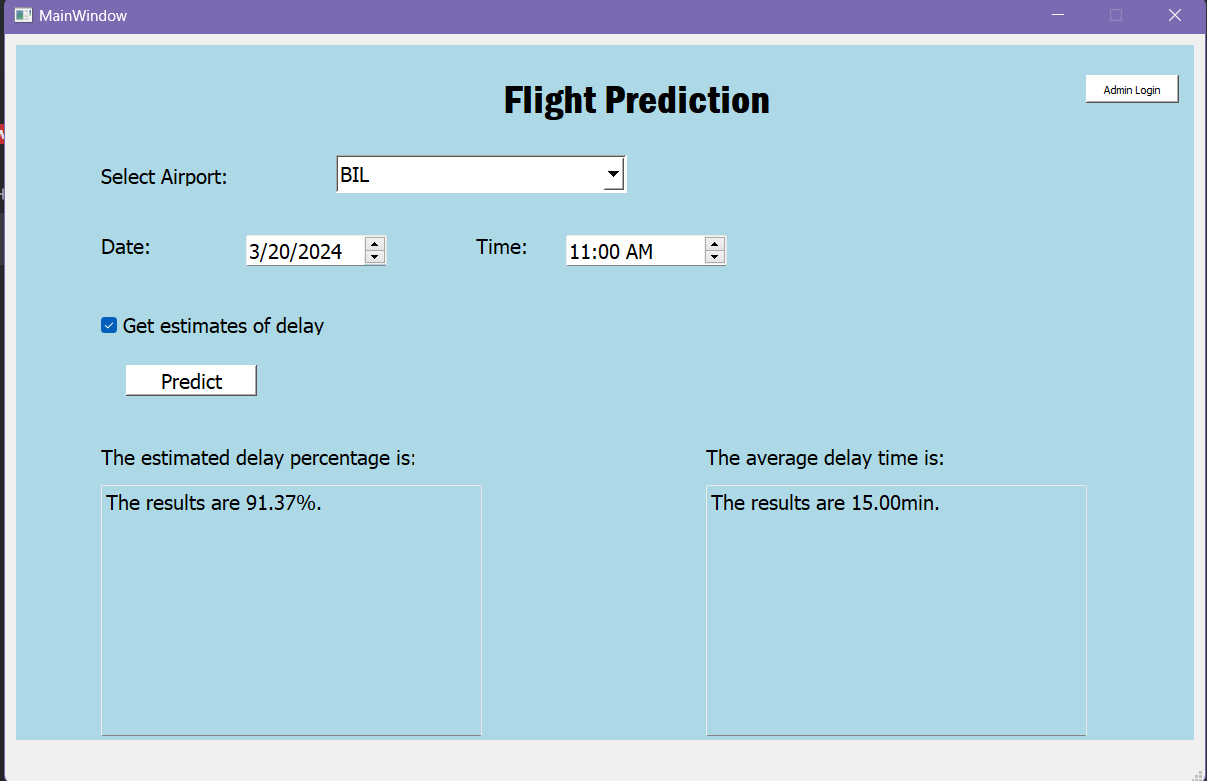 MainWindow
Flight Prediction
Admin Login
Select Airport:
BIL
Date:
3/20/2024
Time:
11:00 AM
Get estimates of delay
Predict
The estimated delay percentage is:
The average delay time is:
The results are 91.37%.
The results are 15.00min.